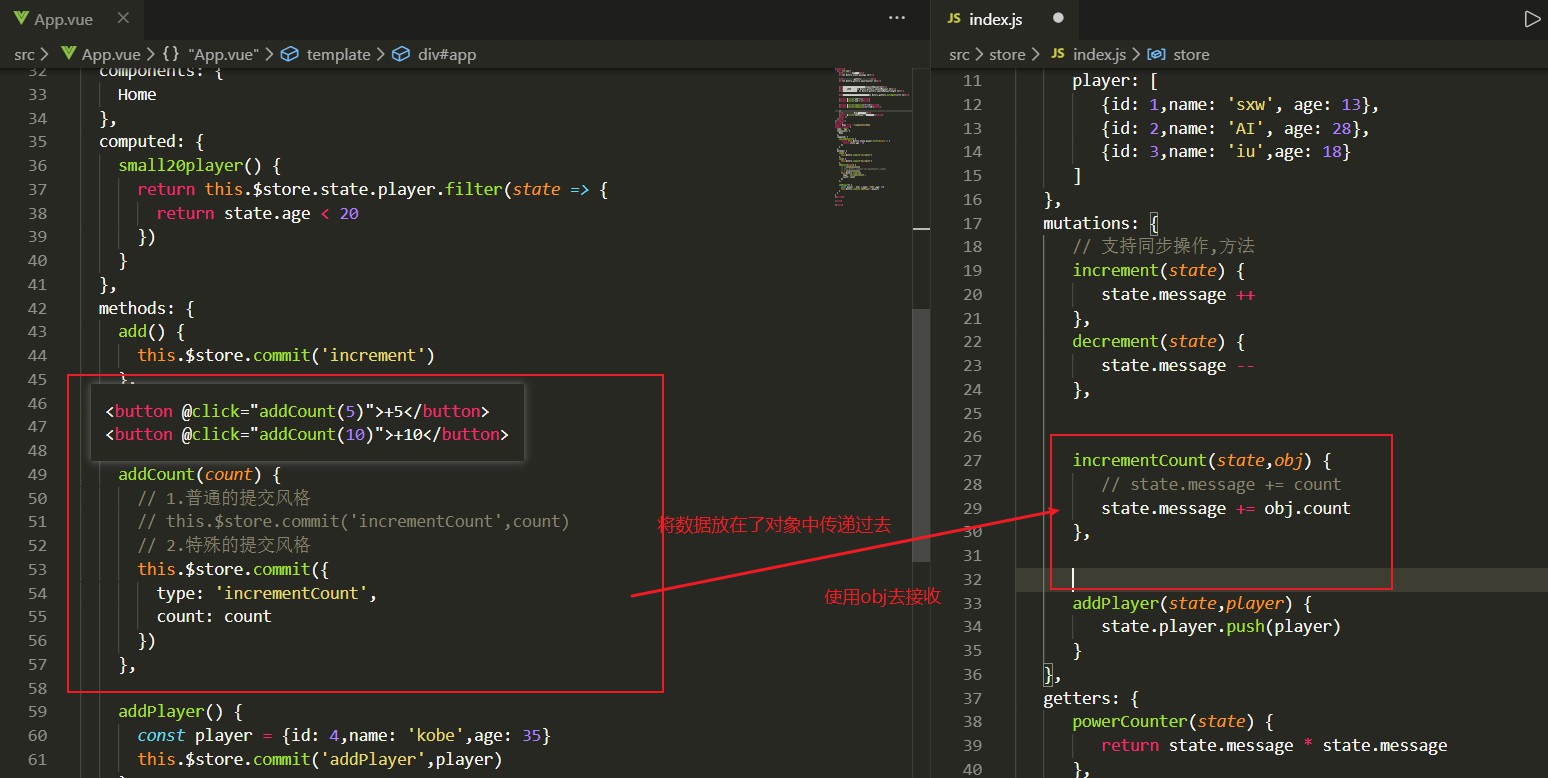 App.vue
src > App.vue > {} "App.vue" > template > div#app
32 components: {
33 Home
34 },
35 computed: {
36 small20player() {
37 return this.$store.state.player.filter(state => {
38 return state.age < 20
39 })
40 }
41 },
42 methods: {
43 add() {
44 this.$store.commit('increment')
45 },
46 <button @click="addCount(5)">+5</button>
47 <button @click="addCount(10)">+10</button>
48
49 addCount(count) {
50 // 1.普通的提交风格
51 // this.$store.commit('incrementCount',count)
52 // 2.特殊的提交风格
53 this.$store.commit({
54 type: 'incrementCount',
55 count: count
56 })
57 },
58
59 addPlayer() {
60 const player = {id: 4,name: 'kobe',age: 35}
61 this.$store.commit('addPlayer',player)
将数据放在了对象中传递过去
使用obj去接收
JS index.js
src > store > JS index.js > store
11 player: [
12 {id: 1,name: 'sxw', age: 13},
13 {id: 2,name: 'AI', age: 28},
14 {id: 3,name: 'iu',age: 18}
15 ]
16 },
17 mutations: {
18 // 支持同步操作,方法
19 increment(state) {
20 state.message ++
21 },
22 decrement(state) {
23 state.message --
24 },
25
26
27 incrementCount(state,obj) {
28 // state.message += count
29 state.message += obj.count
30 },
31
32
33 addPlayer(state,player) {
34 state.player.push(player)
35 }
36 },
37 getters: {
38 powerCounter(state) {
39 return state.message * state.message
40 },